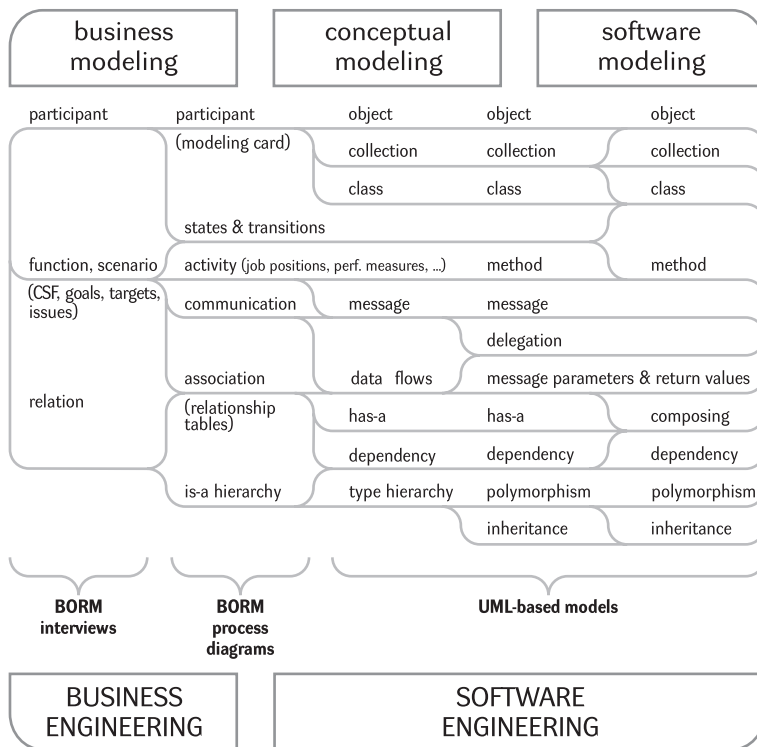 business
modeling
conceptual
modeling
software
modeling
participant participant object object object
(modeling card)
collection collection collection
class class class
states & transitions
function, scenario activity (job positions, perf. measures, ...) method method
(CSF, goals, targets,
issues)
communication message message
delegation
association data flows message parameters & return values
relation
(relationship
tables)
has-a has-a composing
dependency dependency dependency
is-a hierarchy type hierarchy polymorphism polymorphism
inheritance inheritance
BORM
interviews
BORM
process
diagrams
UML-based models
BUSINESS
ENGINEERING
SOFTWARE
ENGINEERING